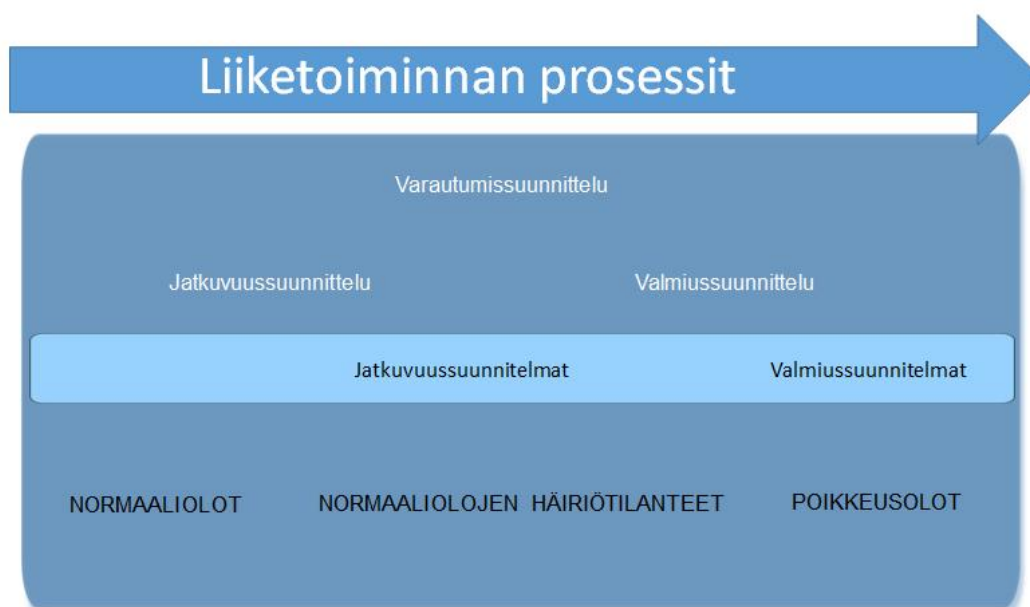 Liiketoiminnan prosessit
Varautumissuunnittelu
Jatkuvuussuunnittelu
Valmiussuunnittelu
Jatkuvuussuunnitelmat
Valmiussuunnitelmat
NORMAALIOLOT
NORMAALIOLOJEN HÄIRIÖTILANTEET
POIKKEUSOLOT